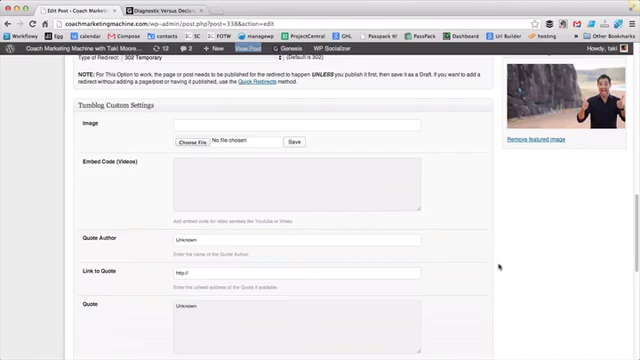 Edit Post ‹ Coach Marketing M
Diagnostic Versus Declara
coachmarketingmachine.com/wp-admin/post.php?post=338&action=edit
Workflowy
EJG
Compose
contacts
SC
FOTW
managewp
Passpack It!
ProjectCentral
GHL
Passpack
Url Builder
OptimizePress
Other Bookmarks
Coach Marketing Machine with Taki Moore
12
0
New
View Post
Genesis
WP Socializer
Howdy, taki
Type of Redirect
302 Temporary
(Default is 302)
NOTE: For This Option to work, the page or post needs to be published for the redirect to happen UNLESS you publish it first, then save it as a Draft. If you want to
add a redirect without adding a page/post or having it published, use the Quick Redirects method.
Tumblog Custom Settings
Image
Choose File
No file chosen
Save
Remove featured image
Embed Code (Videos)
Add embed code for video services like Youtube or Vimeo.
Quote Author
Unknown
Enter the name of the Quote Author.
Link to Quote
http://
Enter the url/web address of the Quote if available.
Quote
Unknown